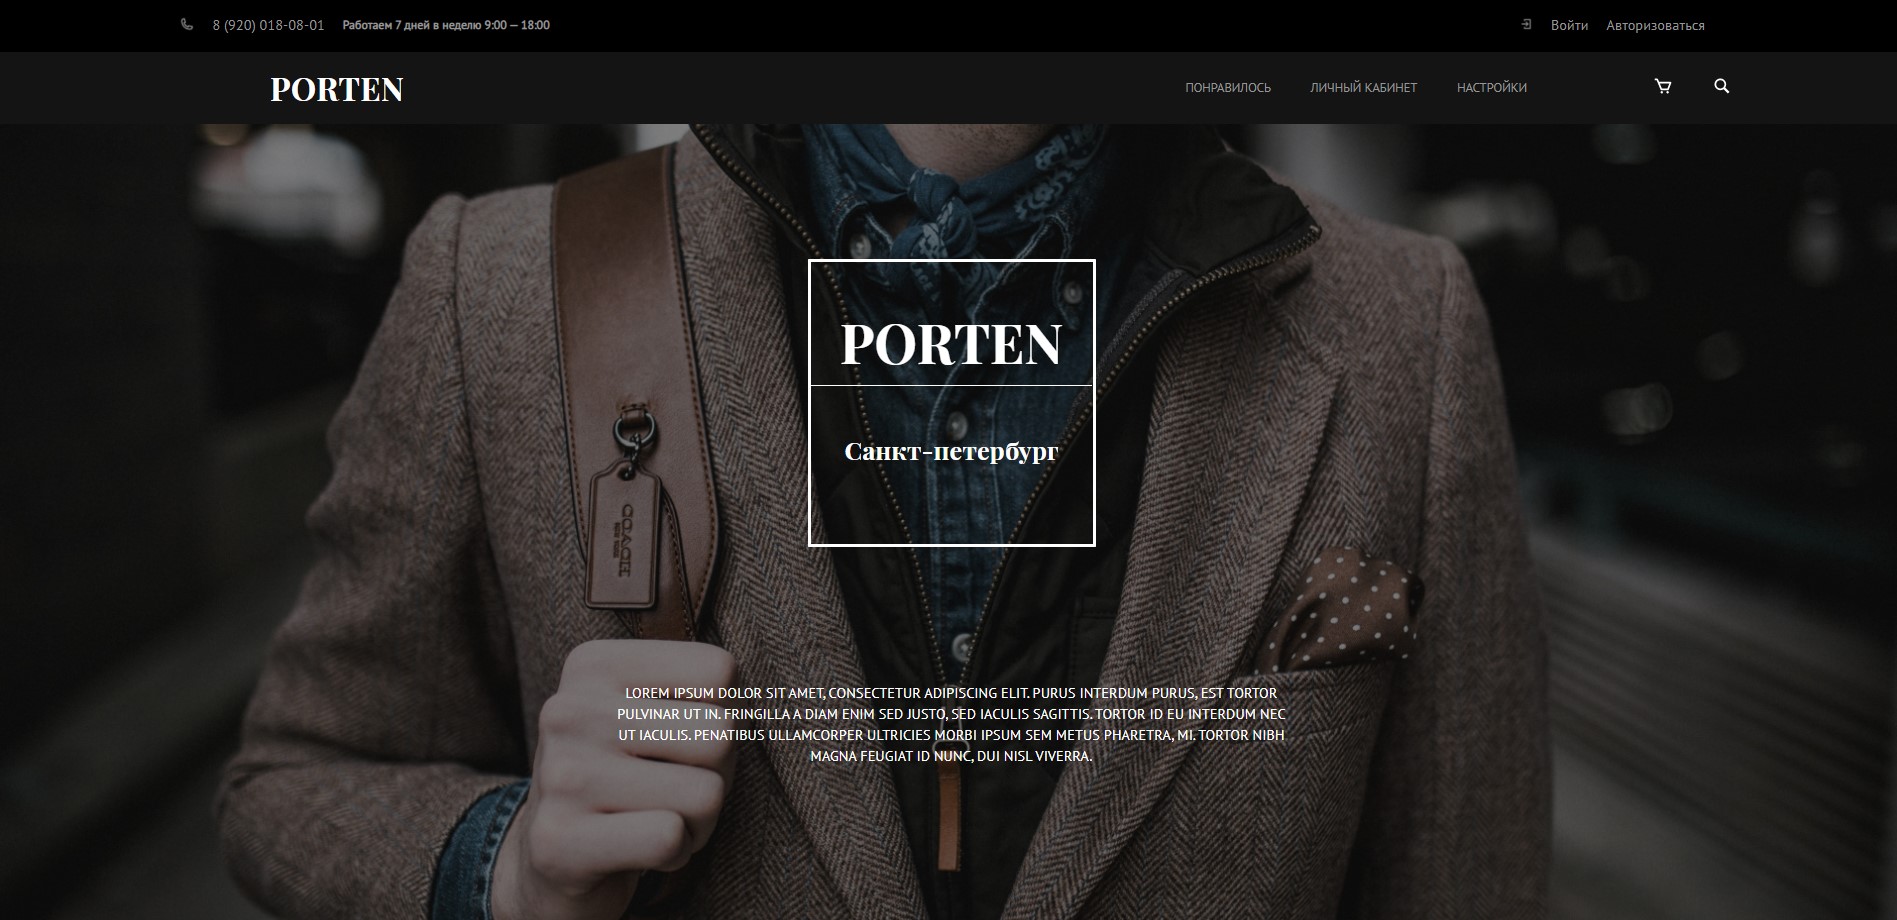 8 (920) 018-08-01 Работаем 7 дней в неделю 9:00 – 18:00 Войти Авторизоваться
PORTEN ПОНРАВИЛОСЬ ЛИЧНЫЙ КАБИНЕТ НАСТРОЙКИ
PORTEN
Санкт-петербург
COACH
LOREM IPSUM DOLOR SIT AMET, CONSECTETUR ADIPISCING ELIT. PURUS INTERDUM PURUS, EST TORTOR
PULVINAR UT IN. FRINGILLA A DIAM ENIM SED JUSTO, SED IACULIS SAGITTIS. TORTOR ID EU INTERDUM NEC
UT IACULIS. PENATIBUS ULLAMCORPER ULTRICIES MORBI IPSUM SEM METUS PHARETRA, MI. TORTOR NIBH
MAGNA FEUGIAT ID NUNC, DUI NISL VIVERRA.